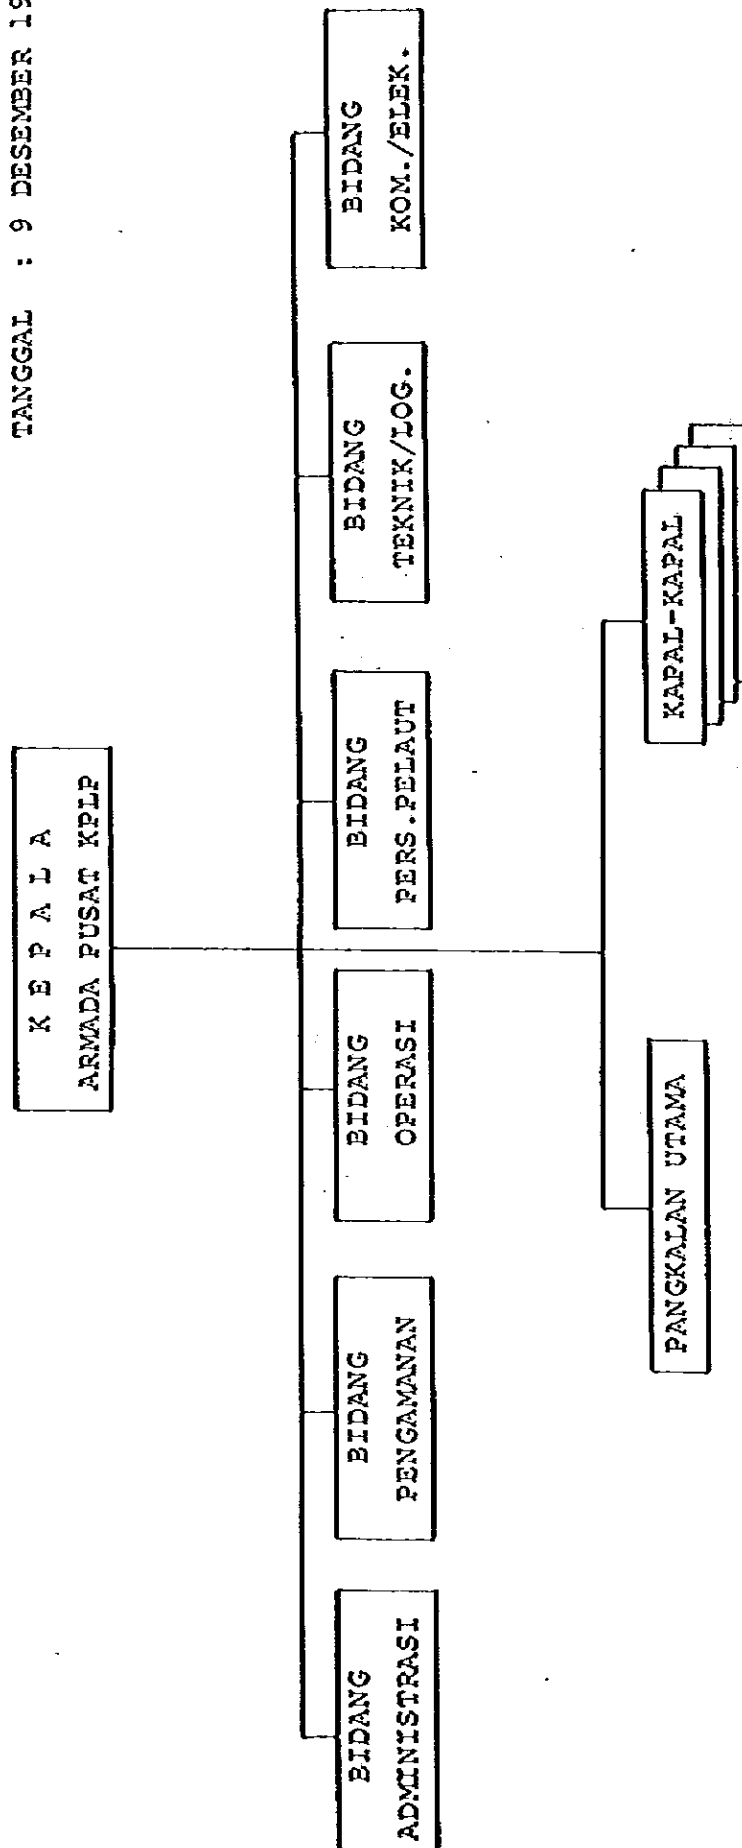 TANGGAL : 9 DESEMBER 19
K E P A L A
ARMADA PUSAT KPLP
BIDANG
ADMINISTRASI
BIDANG
PENGAMANAN
BIDANG
OPERASI
BIDANG
PERS.PELAUT
BIDANG
TEKNIK/LOG.
BIDANG
KOM./ELEK.
PANGKALAN UTAMA
KAPAL-KAPAL